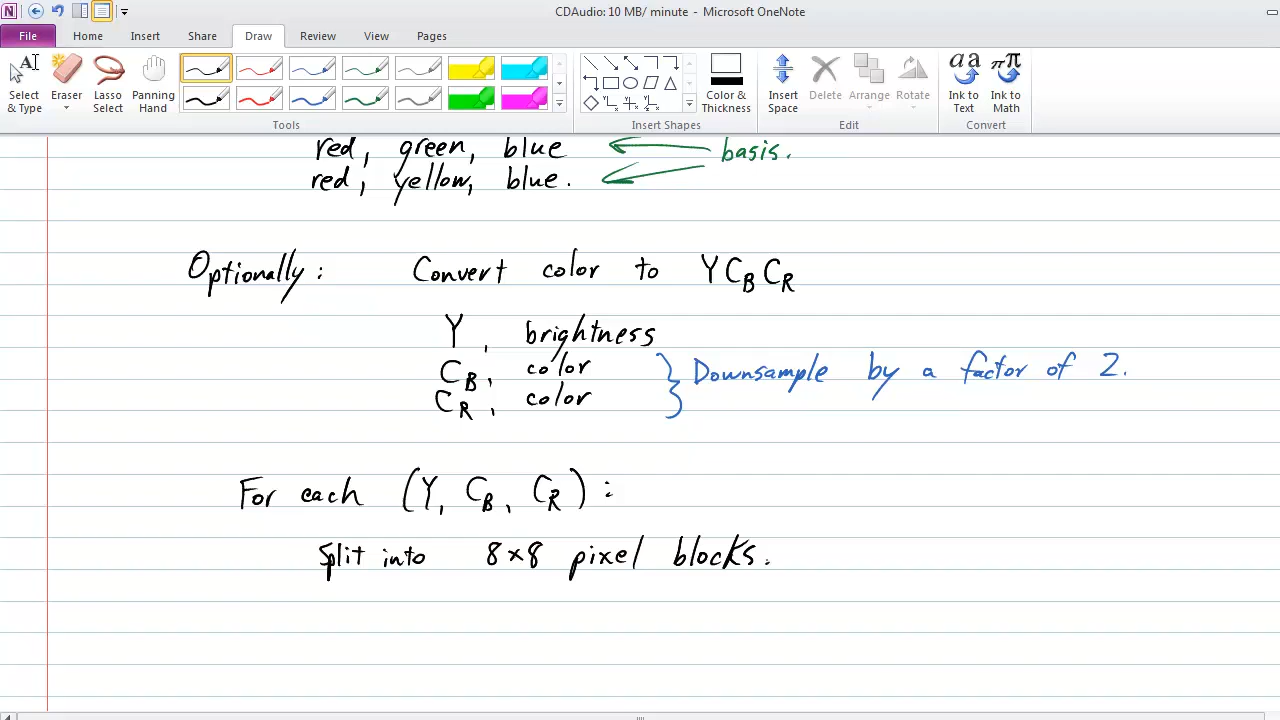 CDAudio: 10 MB/ minute - Microsoft OneNote
File Home Insert Share Draw Review View Pages
Select & Type
Eraser
Lasso Select
Panning Hand
Color & Thickness
Insert Space
Delete
Arrange
Rotate
Ink to Text
Ink to Math
Tools Insert Shapes Edit Convert
red, green, blue basis.
red, yellow, blue.
Optionally: Convert color to YCBCR
Y, brightness
CB, color Downsample by a factor of 2.
CR, color
For each (Y, CB, CR):
Split into 8×8 pixel blocks.